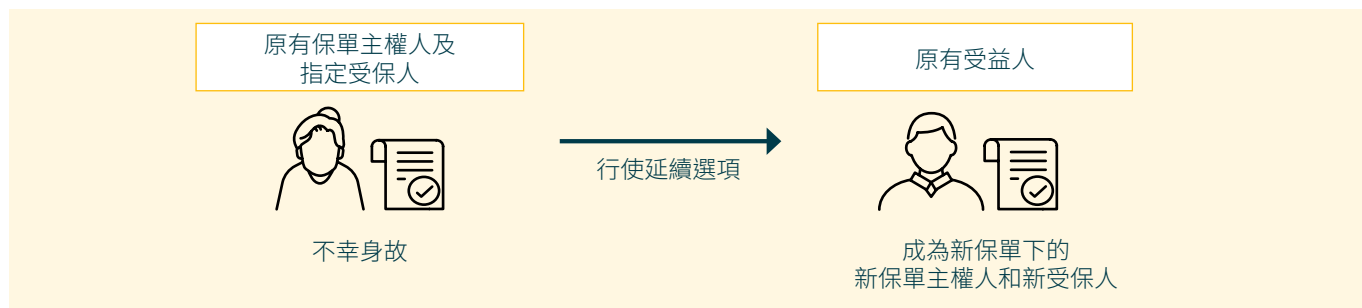 原有保單主權人及
指定受保人
不幸身故
行使延續選項
原有受益人
成為新保單下的
新保單主權人和新受保人